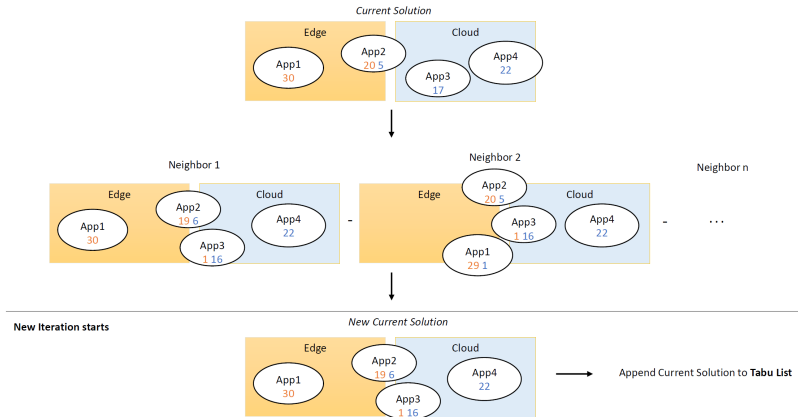 Current Solution
Edge
Cloud
App1
30
App2
20 5
App3
17
App4
22
Neighbor 1
Neighbor 2
Neighbor n
Edge
Cloud
App1
30
App2
19 6
App3
1 16
App4
22
-
Edge
Cloud
App2
20 5
App3
1 16
App1
29 1
App4
22
-
...
New Iteration starts
New Current Solution
Edge
Cloud
App1
30
App2
19 6
App3
1 16
App4
22
Append Current Solution to Tabu List